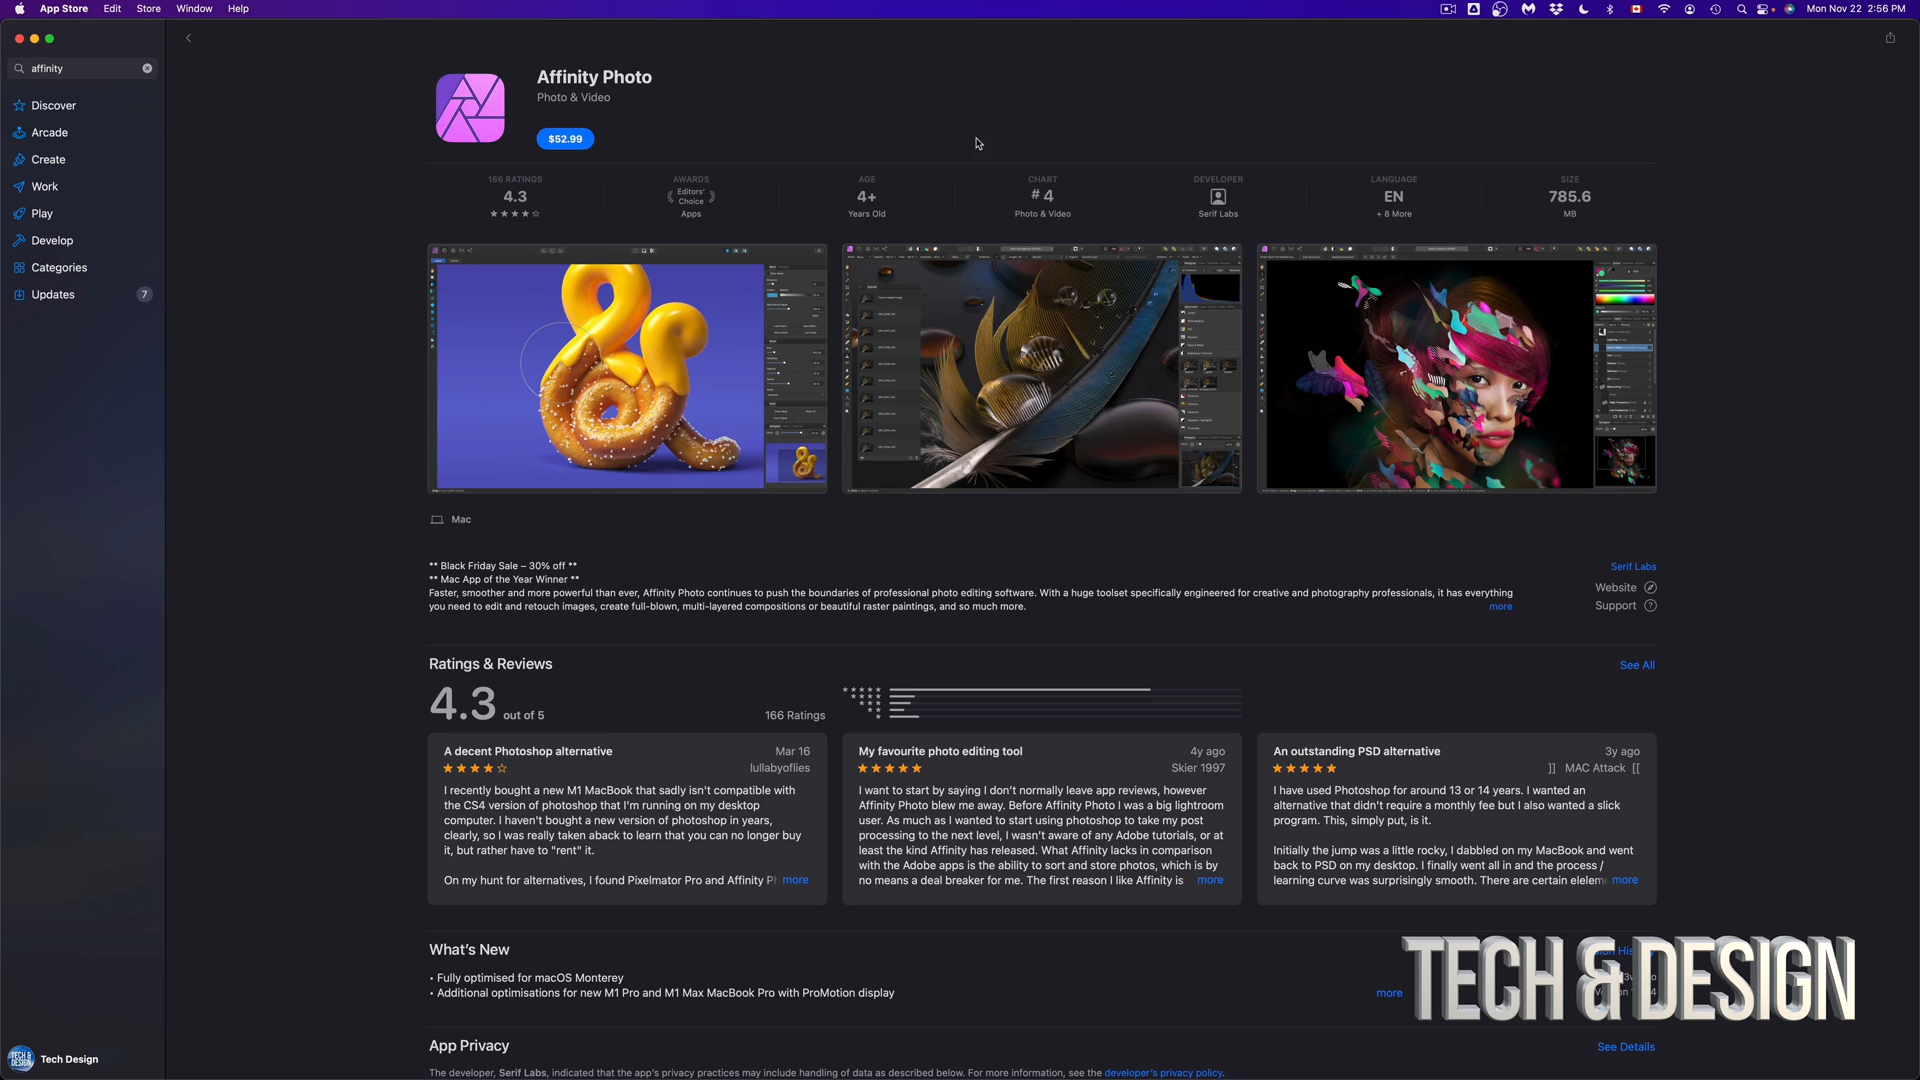 App Store Edit Store Window Help
Mon Nov 22 2:56 PM
affinity
Discover
Arcade
Create
Work
Play
Develop
Categories
Updates 7
Tech Design
Affinity Photo
Photo & Video
$52.99
166 RATINGS
4.3
AWARDS
Editors' Choice
Apps
AGE
4+
Years Old
CHART
#4
Photo & Video
DEVELOPER
Serif Labs
LANGUAGE
EN
+ 8 More
SIZE
785.6
MB
Mac
** Black Friday Sale – 30% off **
** Mac App of the Year Winner **
Faster, smoother and more powerful than ever, Affinity Photo continues to push the boundaries of professional photo editing software. With a huge toolset specifically engineered for creative and photography professionals, it has everything
you need to edit and retouch images, create full-blown, multi-layered compositions or beautiful raster paintings, and so much more.
more
Serif Labs
Website
Support
Ratings & Reviews
See All
4.3 out of 5
166 Ratings
A decent Photoshop alternative
Mar 16
lullabyoflies
I recently bought a new M1 MacBook that sadly isn't compatible with
the CS4 version of photoshop that I'm running on my desktop
computer. I haven't bought a new version of photoshop in years,
clearly, so I was really taken aback to learn that you can no longer buy
it, but rather have to "rent" it.
On my hunt for alternatives, I found Pixelmator Pro and Affinity P more
My favourite photo editing tool
4y ago
Skier 1997
I want to start by saying I don't normally leave app reviews, however
Affinity Photo blew me away. Before Affinity Photo I was a big lightroom
user. As much as I wanted to start using photoshop to take my post
processing to the next level, I wasn't aware of any Adobe tutorials, or at
least the kind Affinity has released. What Affinity lacks in comparison
with the Adobe apps is the ability to sort and store photos, which is by
no means a deal breaker for me. The first reason I like Affinity is more
An outstanding PSD alternative
3y ago
]] MAC Attack [[
I have used Photoshop for around 13 or 14 years. I wanted an
alternative that didn't require a monthly fee but I also wanted a slick
program. This, simply put, is it.
Initially the jump was a little rocky, I dabbled on my MacBook and went
back to PSD on my desktop. I finally went all in and the process /
learning curve was surprisingly smooth. There are certain eleme more
What's New
• Fully optimised for macOS Monterey
• Additional optimisations for new M1 Pro and M1 Max MacBook Pro with ProMotion display
more
TECH & DESIGN
App Privacy
See Details
The developer, Serif Labs, indicated that the app's privacy practices may include handling of data as described below. For more information, see the developer's privacy policy.